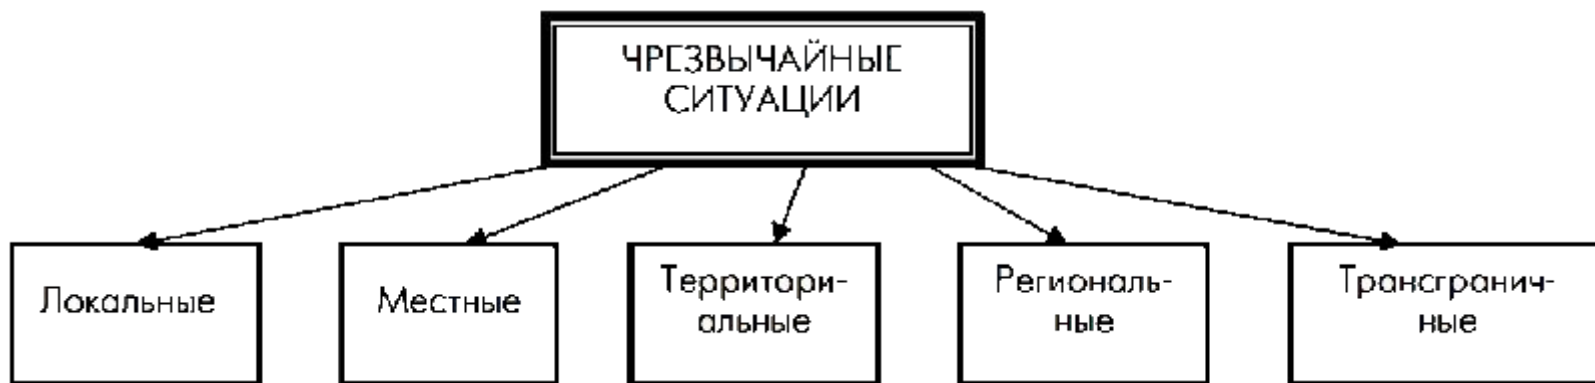 ЧРЕЗВЫЧАЙНЫЕ
СИТУАЦИИ
Локальные
Местные
Территори-
альные
Региональ-
ные
Трансгранич-
ные